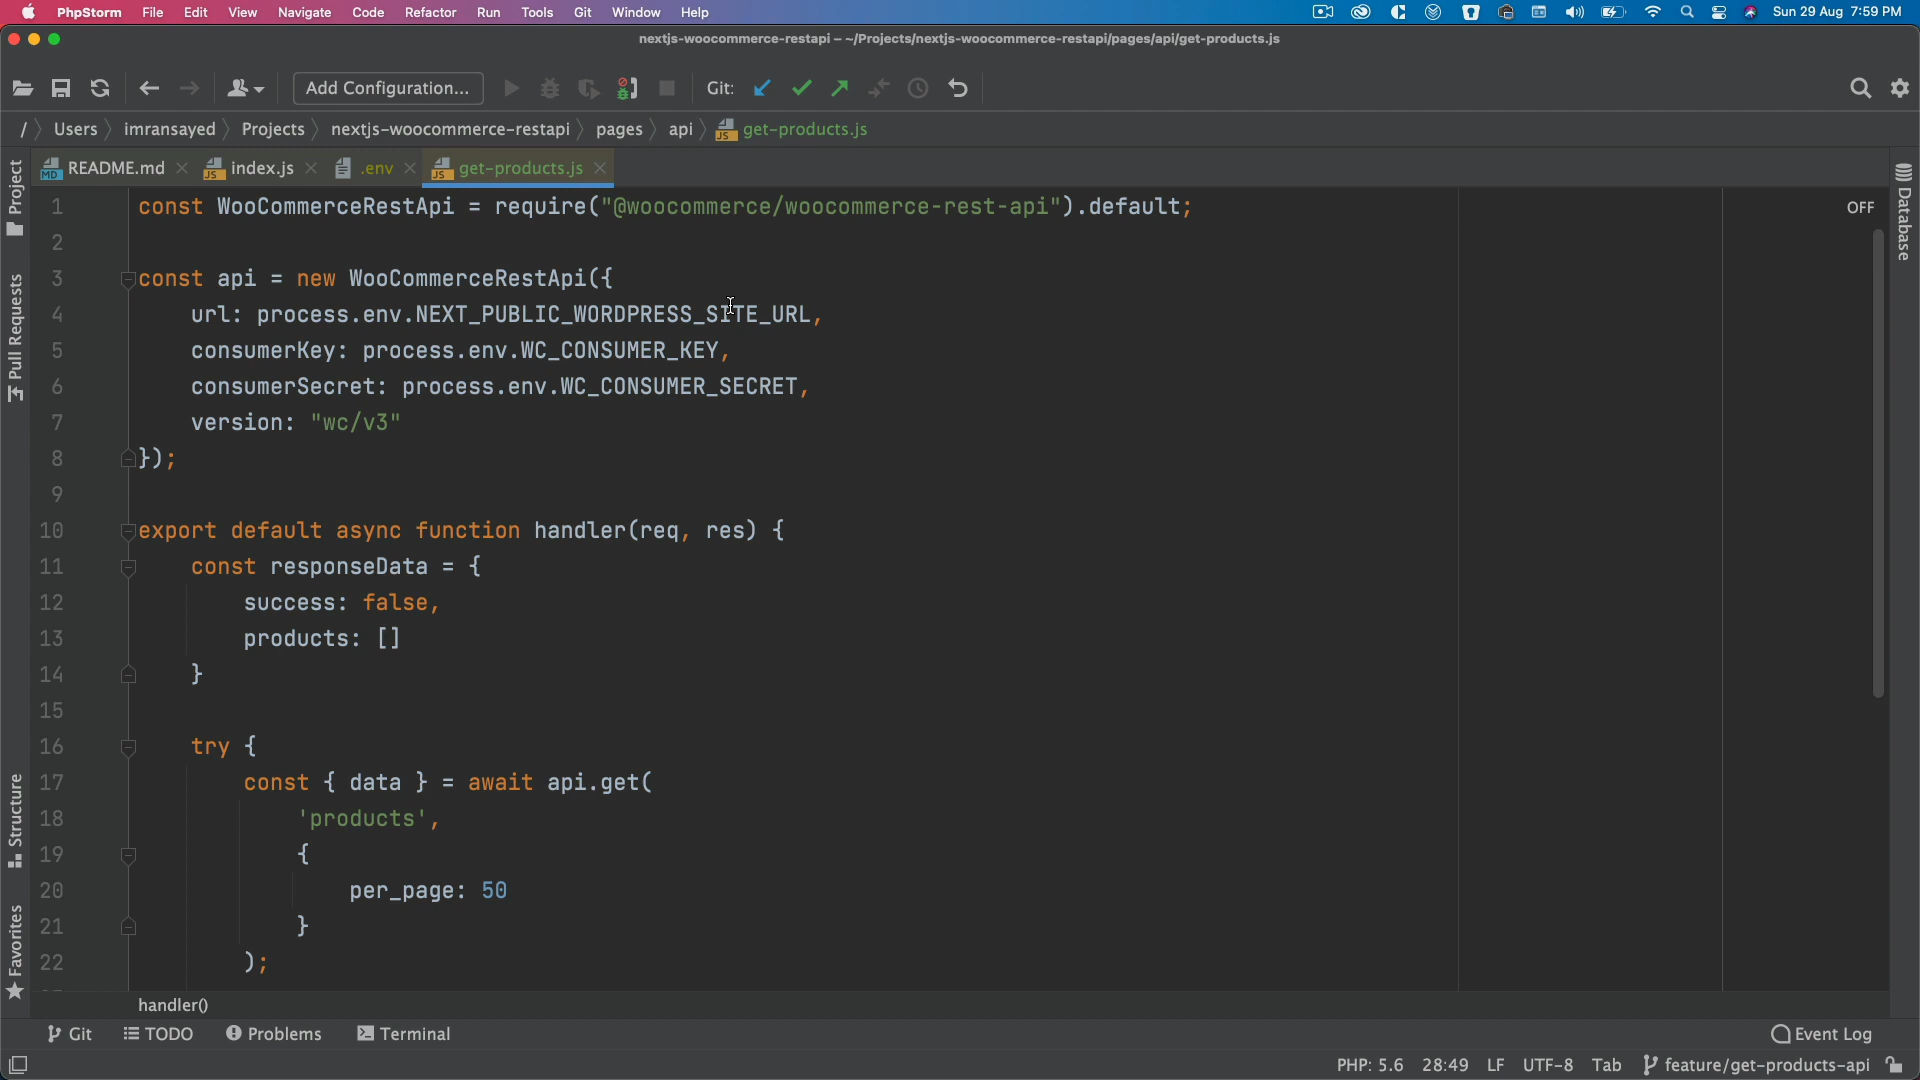 PhpStorm File Edit View Navigate Code Refactor Run Tools Git Window Help Sun 29 Aug 7:59 PM
nextjs-woocommerce-restapi – ~/Projects/nextjs-woocommerce-restapi/pages/api/get-products.js
Add Configuration... Git:
/ Users imransayed Projects nextjs-woocommerce-restapi pages api JS get-products.js
MD README.md JS index.js .env JS get-products.js
Project
Pull Requests
Structure
Favorites
Database
OFF
1 const WooCommerceRestApi = require("@woocommerce/woocommerce-rest-api").default;
2
3 const api = new WooCommerceRestApi({
4 url: process.env.NEXT_PUBLIC_WORDPRESS_SITE_URL,
5 consumerKey: process.env.WC_CONSUMER_KEY,
6 consumerSecret: process.env.WC_CONSUMER_SECRET,
7 version: "wc/v3"
8 });
9
10 export default async function handler(req, res) {
11 const responseData = {
12 success: false,
13 products: []
14 }
15
16 try {
17 const { data } = await api.get(
18 'products',
19 {
20 per_page: 50
21 }
22 );
handler()
Git TODO Problems Terminal Event Log
PHP: 5.6 28:49 LF UTF-8 Tab feature/get-products-api